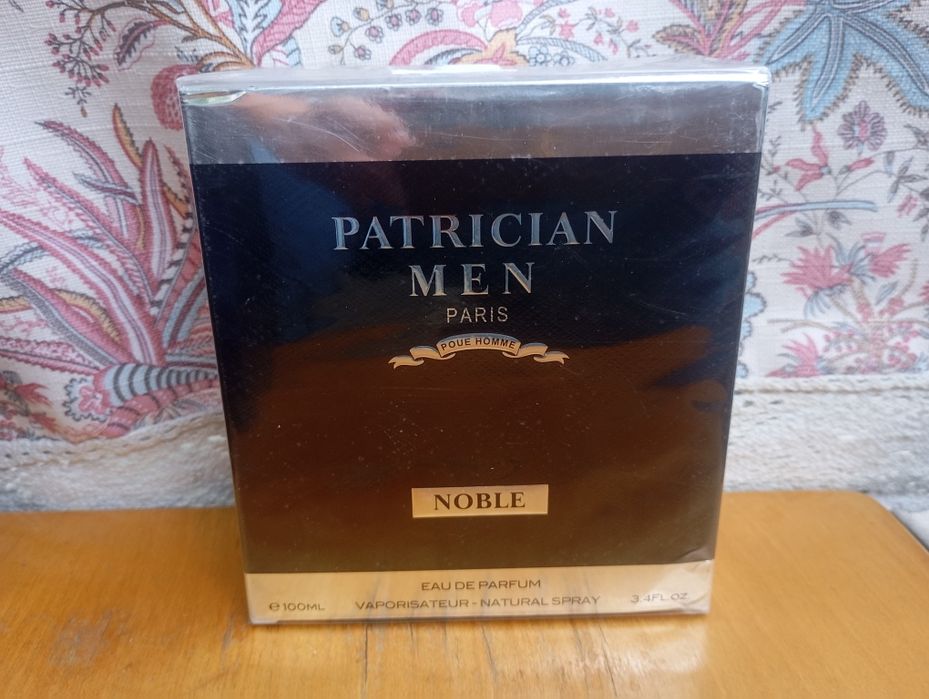 PATRICIAN
MEN
PARIS
POUE HOMME
NOBLE
EAU DE PARFUM
℮100ML VAPORISATEUR - NATURAL SPRAY 3.4FL.OZ.